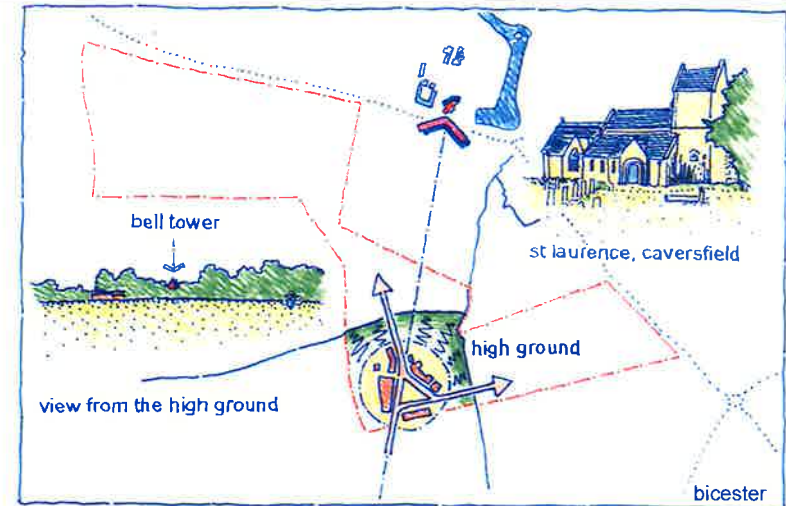 bell tower
st laurence, caversfield
high ground
view from the high ground
bicester